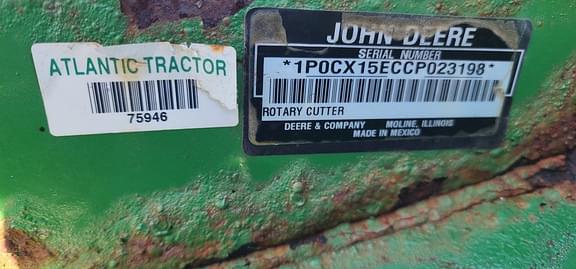 ATLANTIC TRACTOR
75946
JOHN DEERE
SERIAL NUMBER
*1P0CX15ECCP023198*
ROTARY CUTTER
DEERE & COMPANY MOLINE, ILLINOIS
MADE IN MEXICO